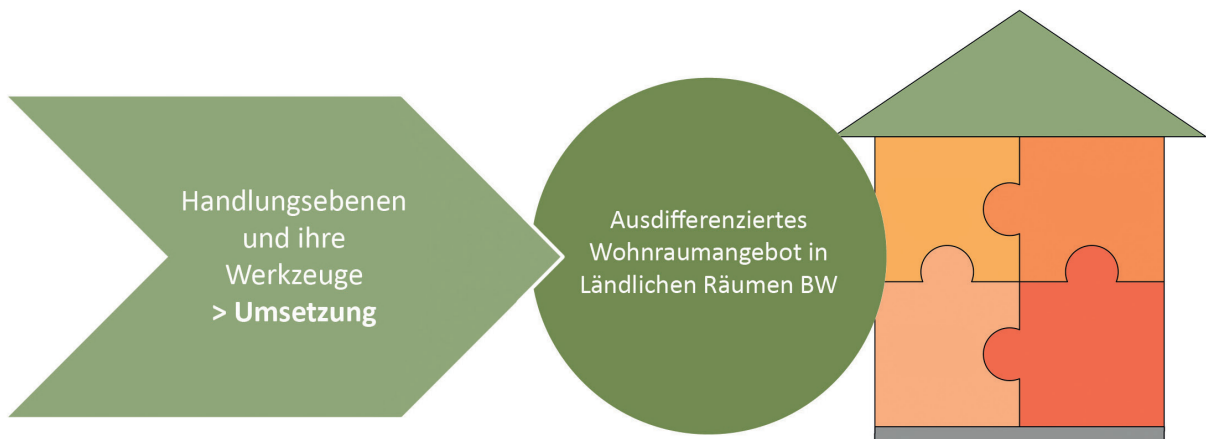 Handlungsebenen
und ihre
Werkzeuge
> Umsetzung
Ausdifferenziertes
Wohnraumangebot in
Ländlichen Räumen BW